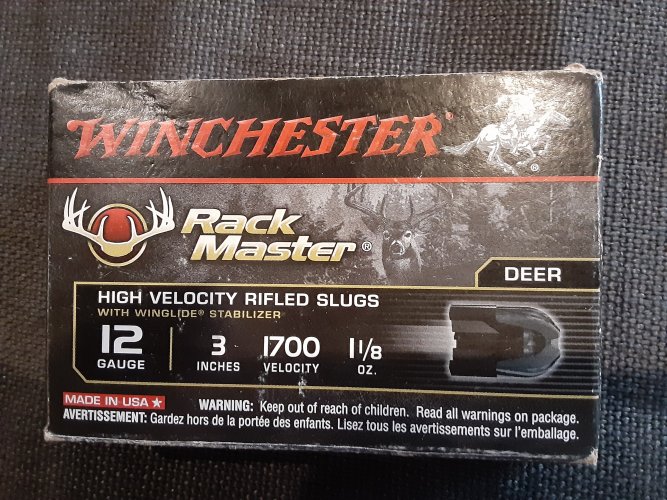 WINCHESTER®
Rack
Master®
DEER
HIGH VELOCITY RIFLED SLUGS
WITH WINGLIDE® STABILIZER
12 3 1700 1 1/8
GAUGE INCHES VELOCITY OZ.
MADE IN USA ★
WARNING: Keep out of reach of children. Read all warnings on package.
AVERTISSEMENT: Gardez hors de la portée des enfants. Lisez tous les avertissements sur l'emballage.